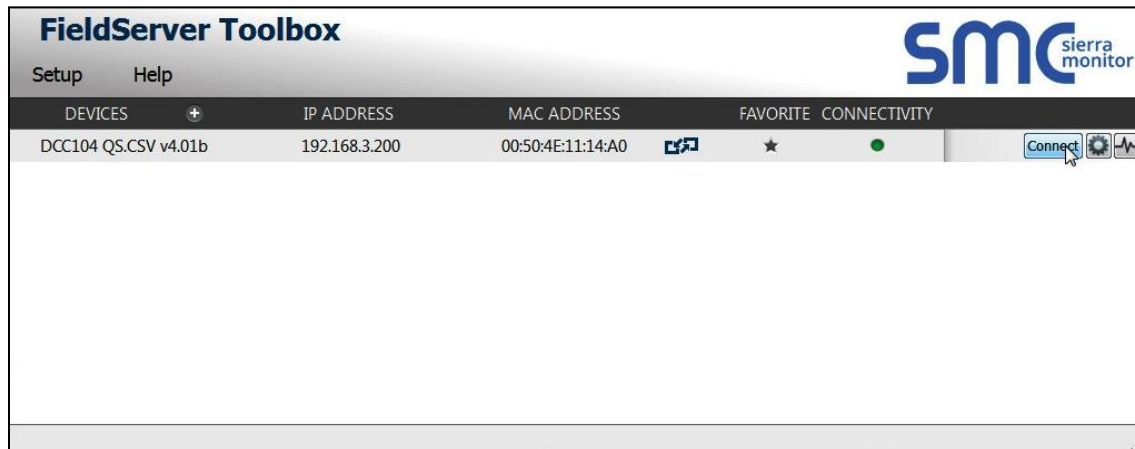 FieldServer Toolbox
SMC sierra monitor
Setup Help
DEVICES IP ADDRESS MAC ADDRESS FAVORITE CONNECTIVITY
DCC104 QS.CSV v4.01b 192.168.3.200 00:50:4E:11:14:A0 Connect